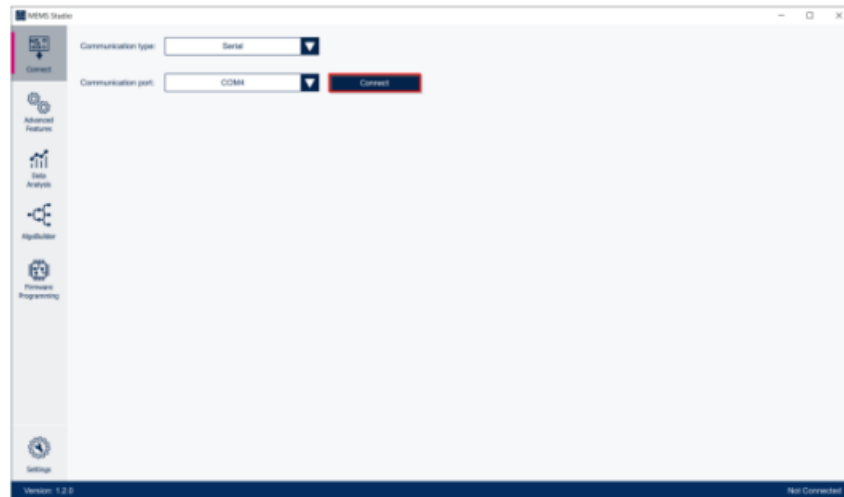 MEMS Studio
Connect
Communication type:
Serial
Communication port:
COM4
Connect
Advanced
Features
Data
Analysis
AlgoBuilder
Firmware
Programming
Settings
Version: 1.2.0
Not Connected